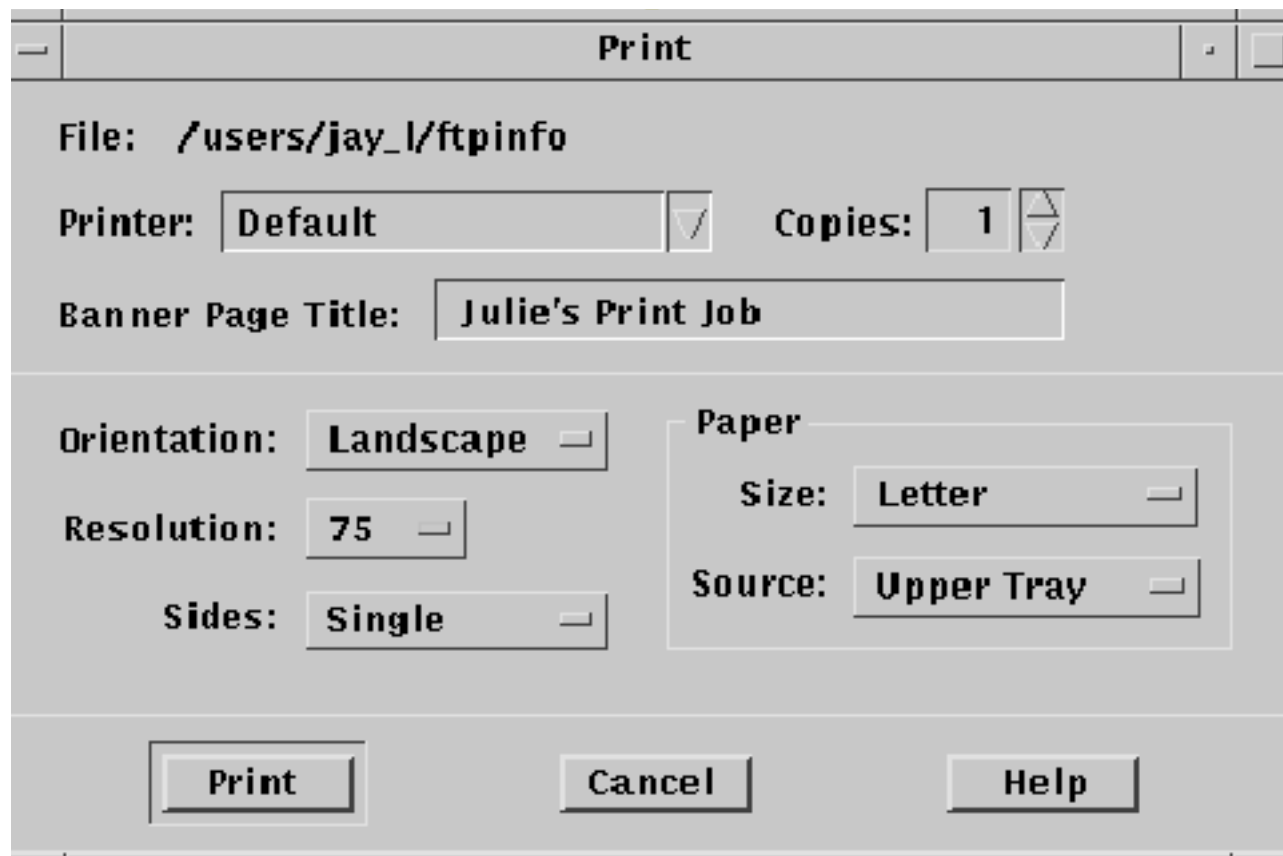 Print
File: /users/jay_l/ftpinfo
Printer: Default Copies: 1
Banner Page Title: Julie's Print Job
Orientation: Landscape
Paper
Size: Letter
Resolution: 75
Source: Upper Tray
Sides: Single
Print Cancel Help